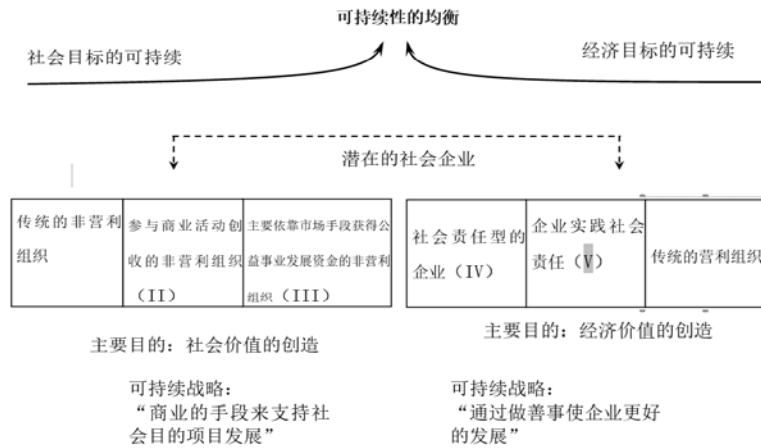 可持续性的均衡
社会目标的可持续
经济目标的可持续
潜在的社会企业
传统的非营利
组织
参与商业活动创
收的非营利组织
(II)
主要依靠市场手段获得公
益事业发展资金的非营利
组织(III)
社会责任型的
企业(IV)
企业实践社会
责任(V)
传统的营利组织
主要目的：社会价值的创造
主要目的：经济价值的创造
可持续战略：
“商业的手段来支持社
会目的项目发展”
可持续战略：
“通过做善事使企业更好
的发展”